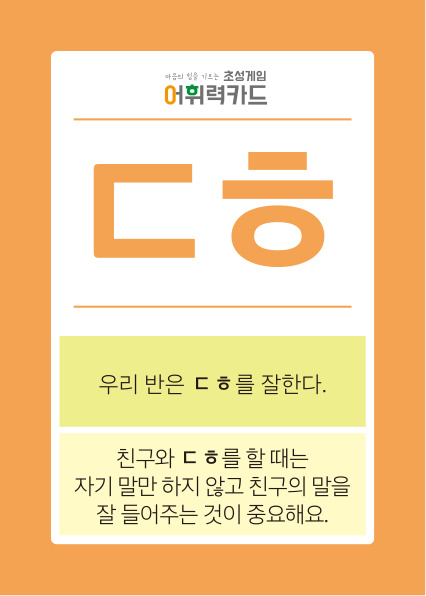 마음의 힘을 기르는 초성게임
어휘력카드
ㄷㅎ
우리 반은 ㄷㅎ를 잘한다.
친구와 ㄷㅎ를 할 때는
자기 말만 하지 않고 친구의 말을
잘 들어주는 것이 중요해요.